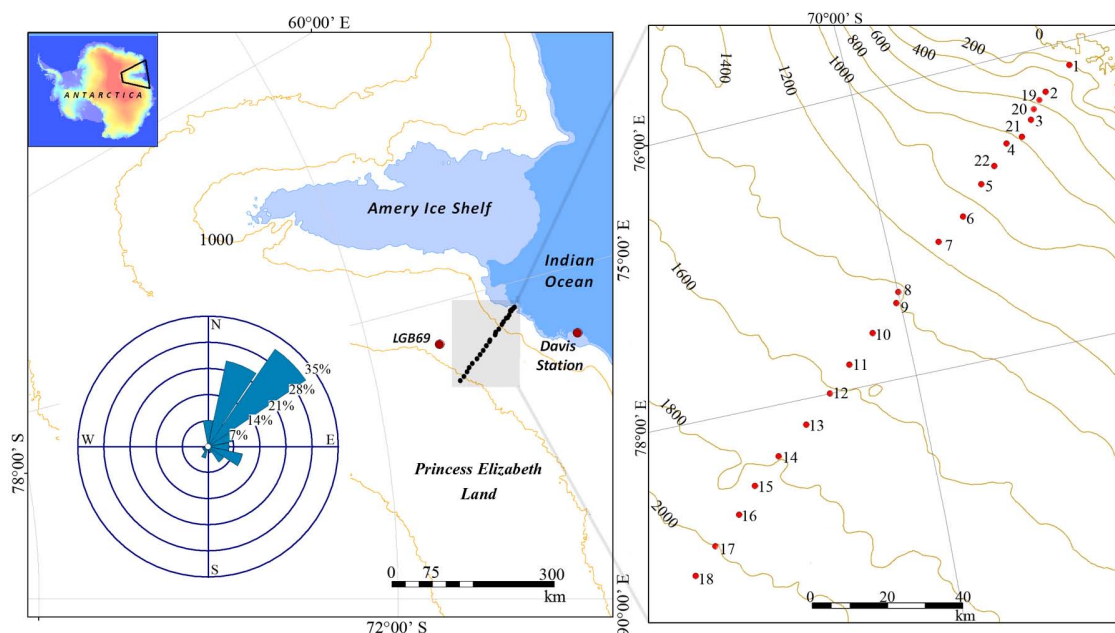 60°00’ E
ANTARCTICA
Amery Ice Shelf
1000
Indian
Ocean
LGB69
Davis
Station
N
35%
28%
21%
14%
7%
W
E
S
Princess Elizabeth
Land
0 75 300
km
78°00’ S
72°00’ S
90°00’ E
75°00’ E
70°00’ S
76°00’ E
78°00’ E
0
200
400
600
800
1000
1200
1400
1600
1800
2000
1
2
19
20
3
21
4
22
5
6
7
8
9
10
11
12
13
14
15
16
17
18
0 20 40
km